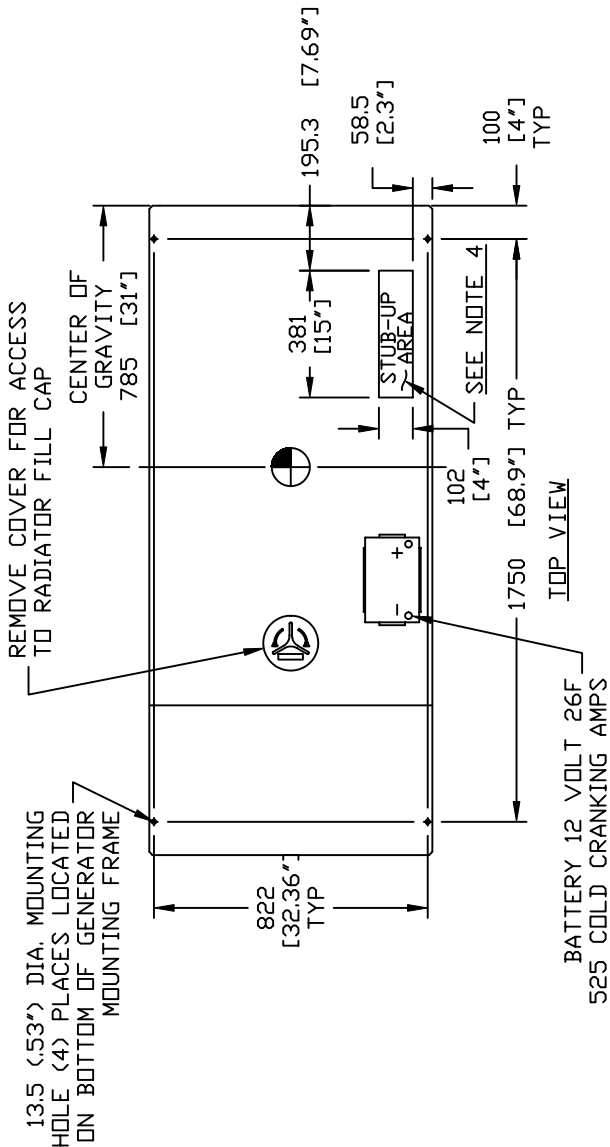 REMOVE COVER FOR ACCESS
TO RADIATOR FILL CAP
CENTER OF
GRAVITY
785 [31"]
195.3 [7.69"]
58.5
[2.3"]
100
[4"]
TYP
13.5 (.53") DIA. MOUNTING
HOLE (4) PLACES LOCATED
ON BOTTOM OF GENERATOR
MOUNTING FRAME
381
[15"]
STUB-UP
AREA
SEE NOTE 4
102
[4"]
822
[32.36"]
TYP
- +
1750 [68.9"] TYP
TOP VIEW
BATTERY 12 VOLT 26F
525 COLD CRANKING AMPS